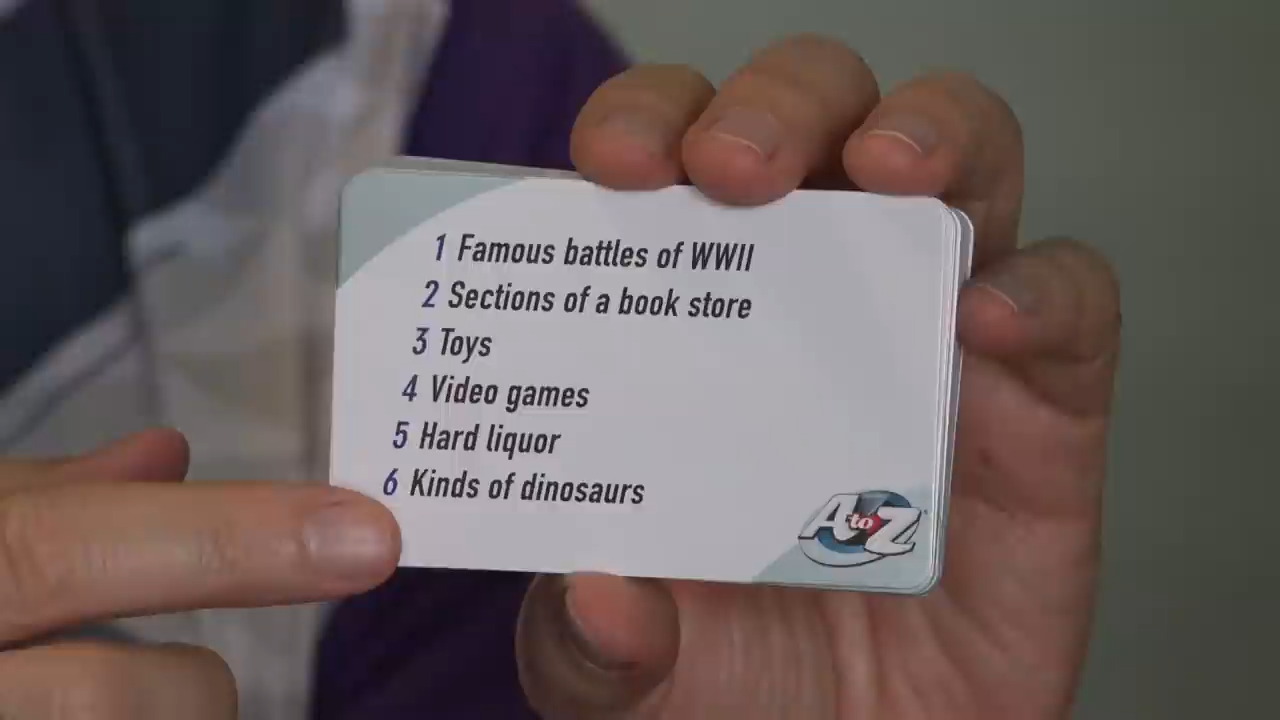 1 Famous battles of WWII
2 Sections of a book store
3 Toys
4 Video games
5 Hard liquor
6 Kinds of dinosaurs
A to Z